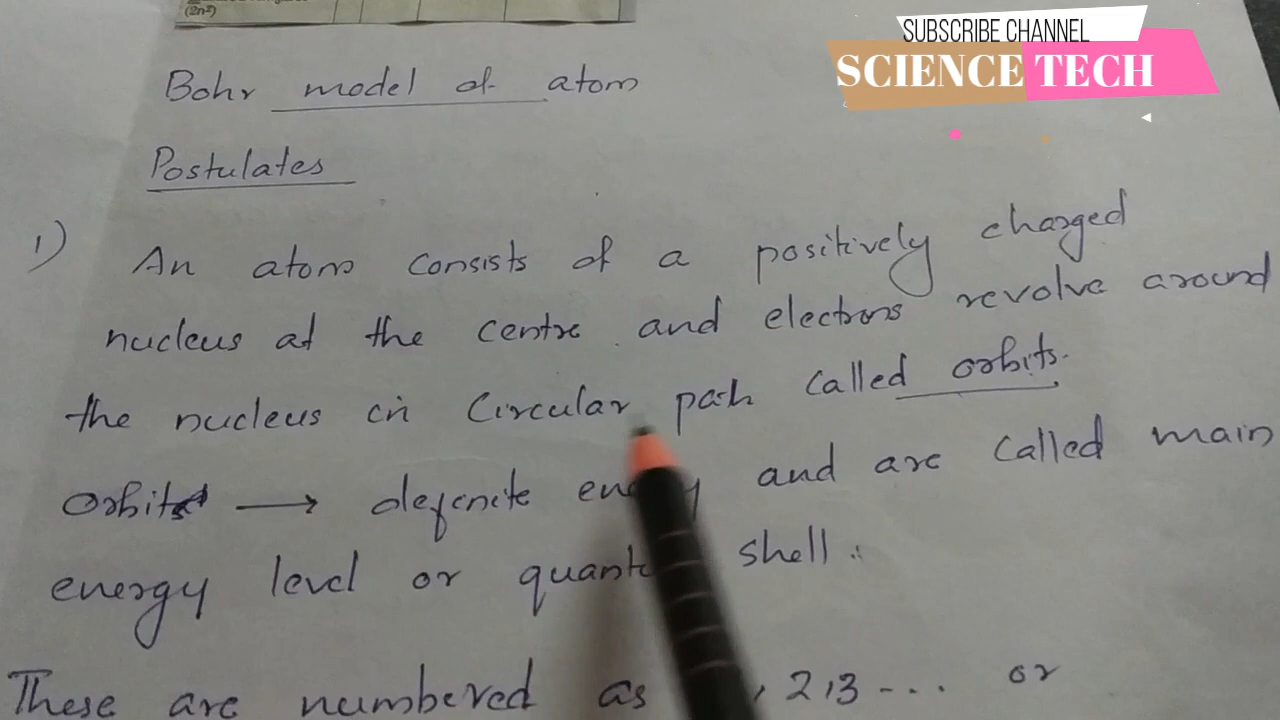 (2n²)
SUBSCRIBE CHANNEL
SCIENCE TECH
Bohr model of atom
Postulates
1) An atom consists of a positively charged
nucleus at the centre and electrons revolve around
the nucleus in Circular path called orbits.
Orbits → definite and are called main
energy level or shell.
These are numbered as , 2, 3 - . . . or